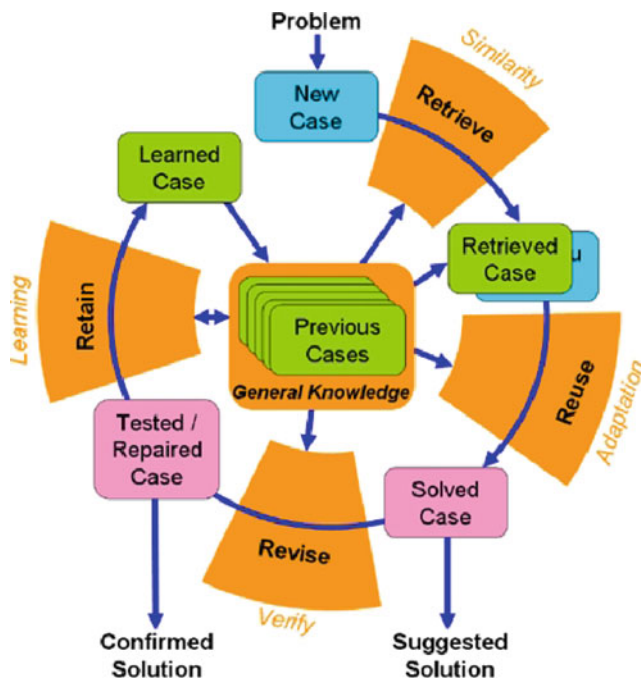 Problem
Similarity
New
Case
Retrieve
Learned
Case
Retrieved
Case
Learning
Retain
Previous
Cases
General Knowledge
Reuse
Adaptation
Tested /
Repaired
Case
Solved
Case
Revise
Verify
Confirmed
Solution
Suggested
Solution